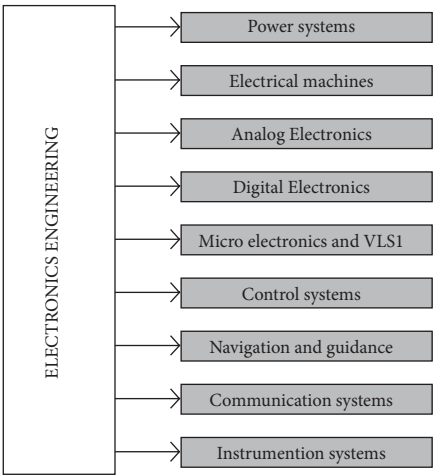 ELECTRONICS ENGINEERING
Power systems
Electrical machines
Analog Electronics
Digital Electronics
Micro electronics and VLS1
Control systems
Navigation and guidance
Communication systems
Instrumention systems